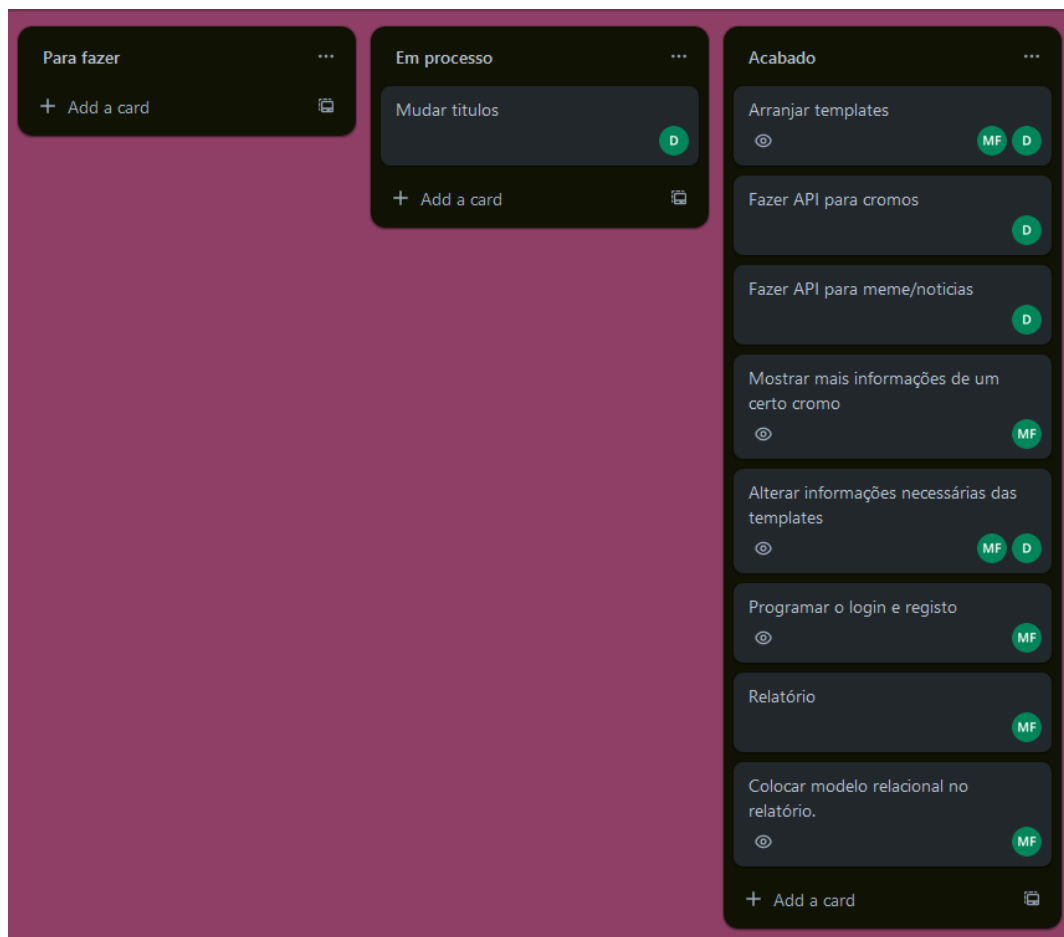 Para fazer
Add a card
Em processo
Mudar titulos
D
Add a card
Acabado
Arranjar templates
MF D
Fazer API para cromos
D
Fazer API para meme/noticias
D
Mostrar mais informações de um
certo cromo
MF
Alterar informações necessárias das
templates
MF D
Programar o login e registo
MF
Relatório
MF
Colocar modelo relacional no
relatório.
MF
Add a card